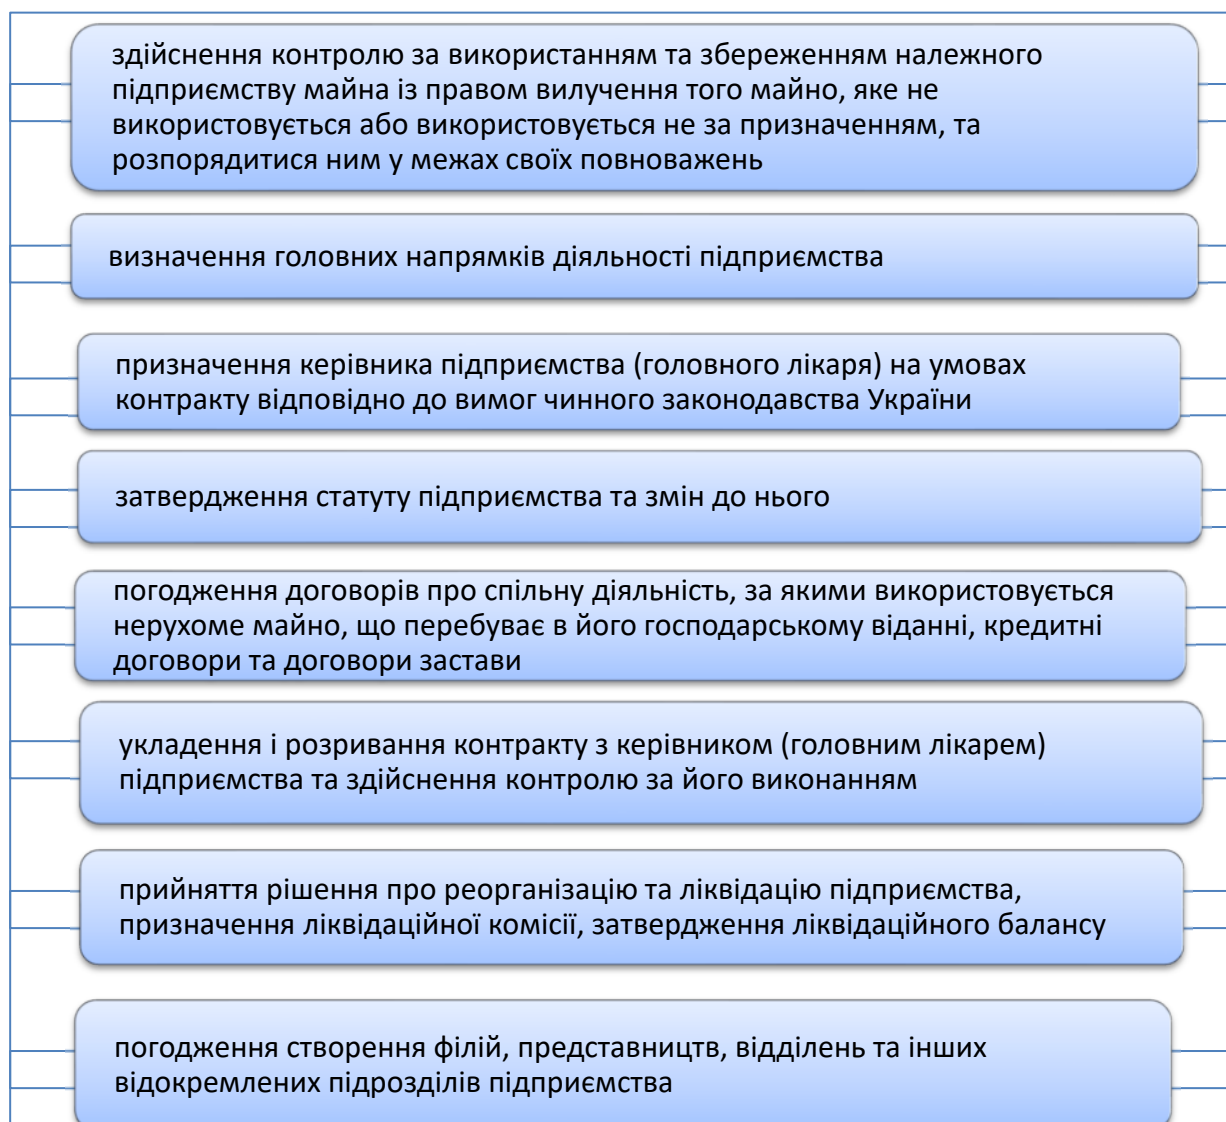 здійснення контролю за використанням та збереженням належного
підприємству майна із правом вилучення того майно, яке не
використовується або використовується не за призначенням, та
розпорядитися ним у межах своїх повноважень
визначення головних напрямків діяльності підприємства
призначення керівника підприємства (головного лікаря) на умовах
контракту відповідно до вимог чинного законодавства України
затвердження статуту підприємства та змін до нього
погодження договорів про спільну діяльність, за якими використовується
нерухоме майно, що перебуває в його господарському віданні, кредитні
договори та договори застави
укладення і розривання контракту з керівником (головним лікарем)
підприємства та здійснення контролю за його виконанням
прийняття рішення про реорганізацію та ліквідацію підприємства,
призначення ліквідаційної комісії, затвердження ліквідаційного балансу
погодження створення філій, представництв, відділень та інших
відокремлених підрозділів підприємства